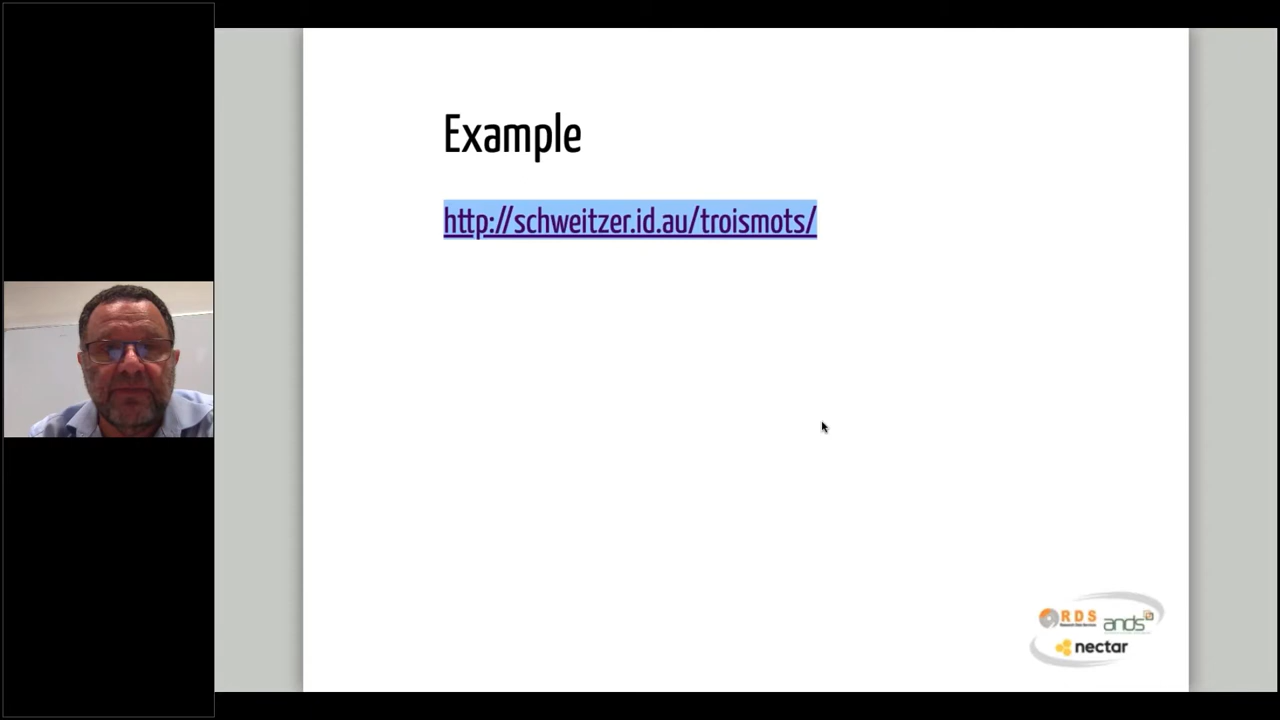 Example
http://schweitzer.id.au/troismots/
RDS
ands
nectar